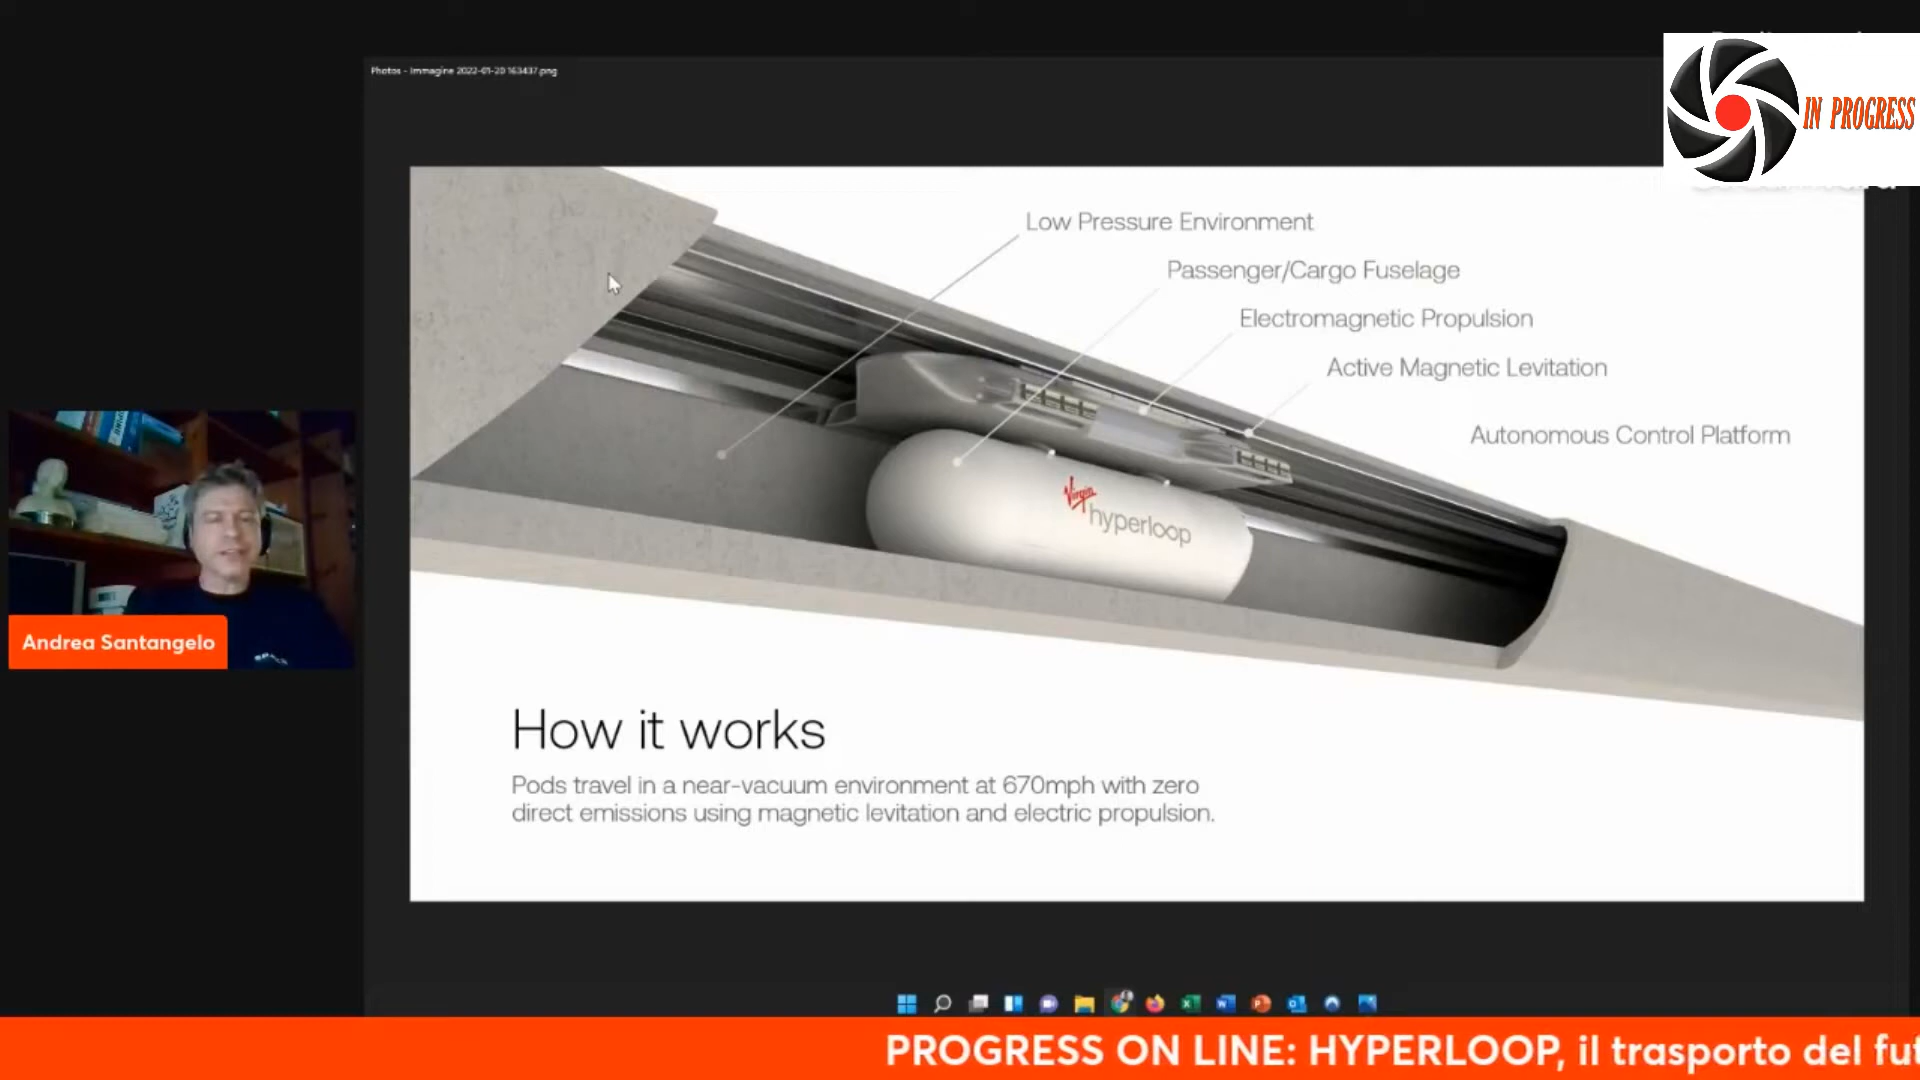 Photos - Immagine 2022-01-20 163437.png
IN PROGRESS
Low Pressure Environment
Passenger/Cargo Fuselage
Electromagnetic Propulsion
Active Magnetic Levitation
Autonomous Control Platform
Virgin
hyperloop
Andrea Santangelo
How it works
Pods travel in a near-vacuum environment at 670mph with zero
direct emissions using magnetic levitation and electric propulsion.
PROGRESS ON LINE: HYPERLOOP, il trasporto del